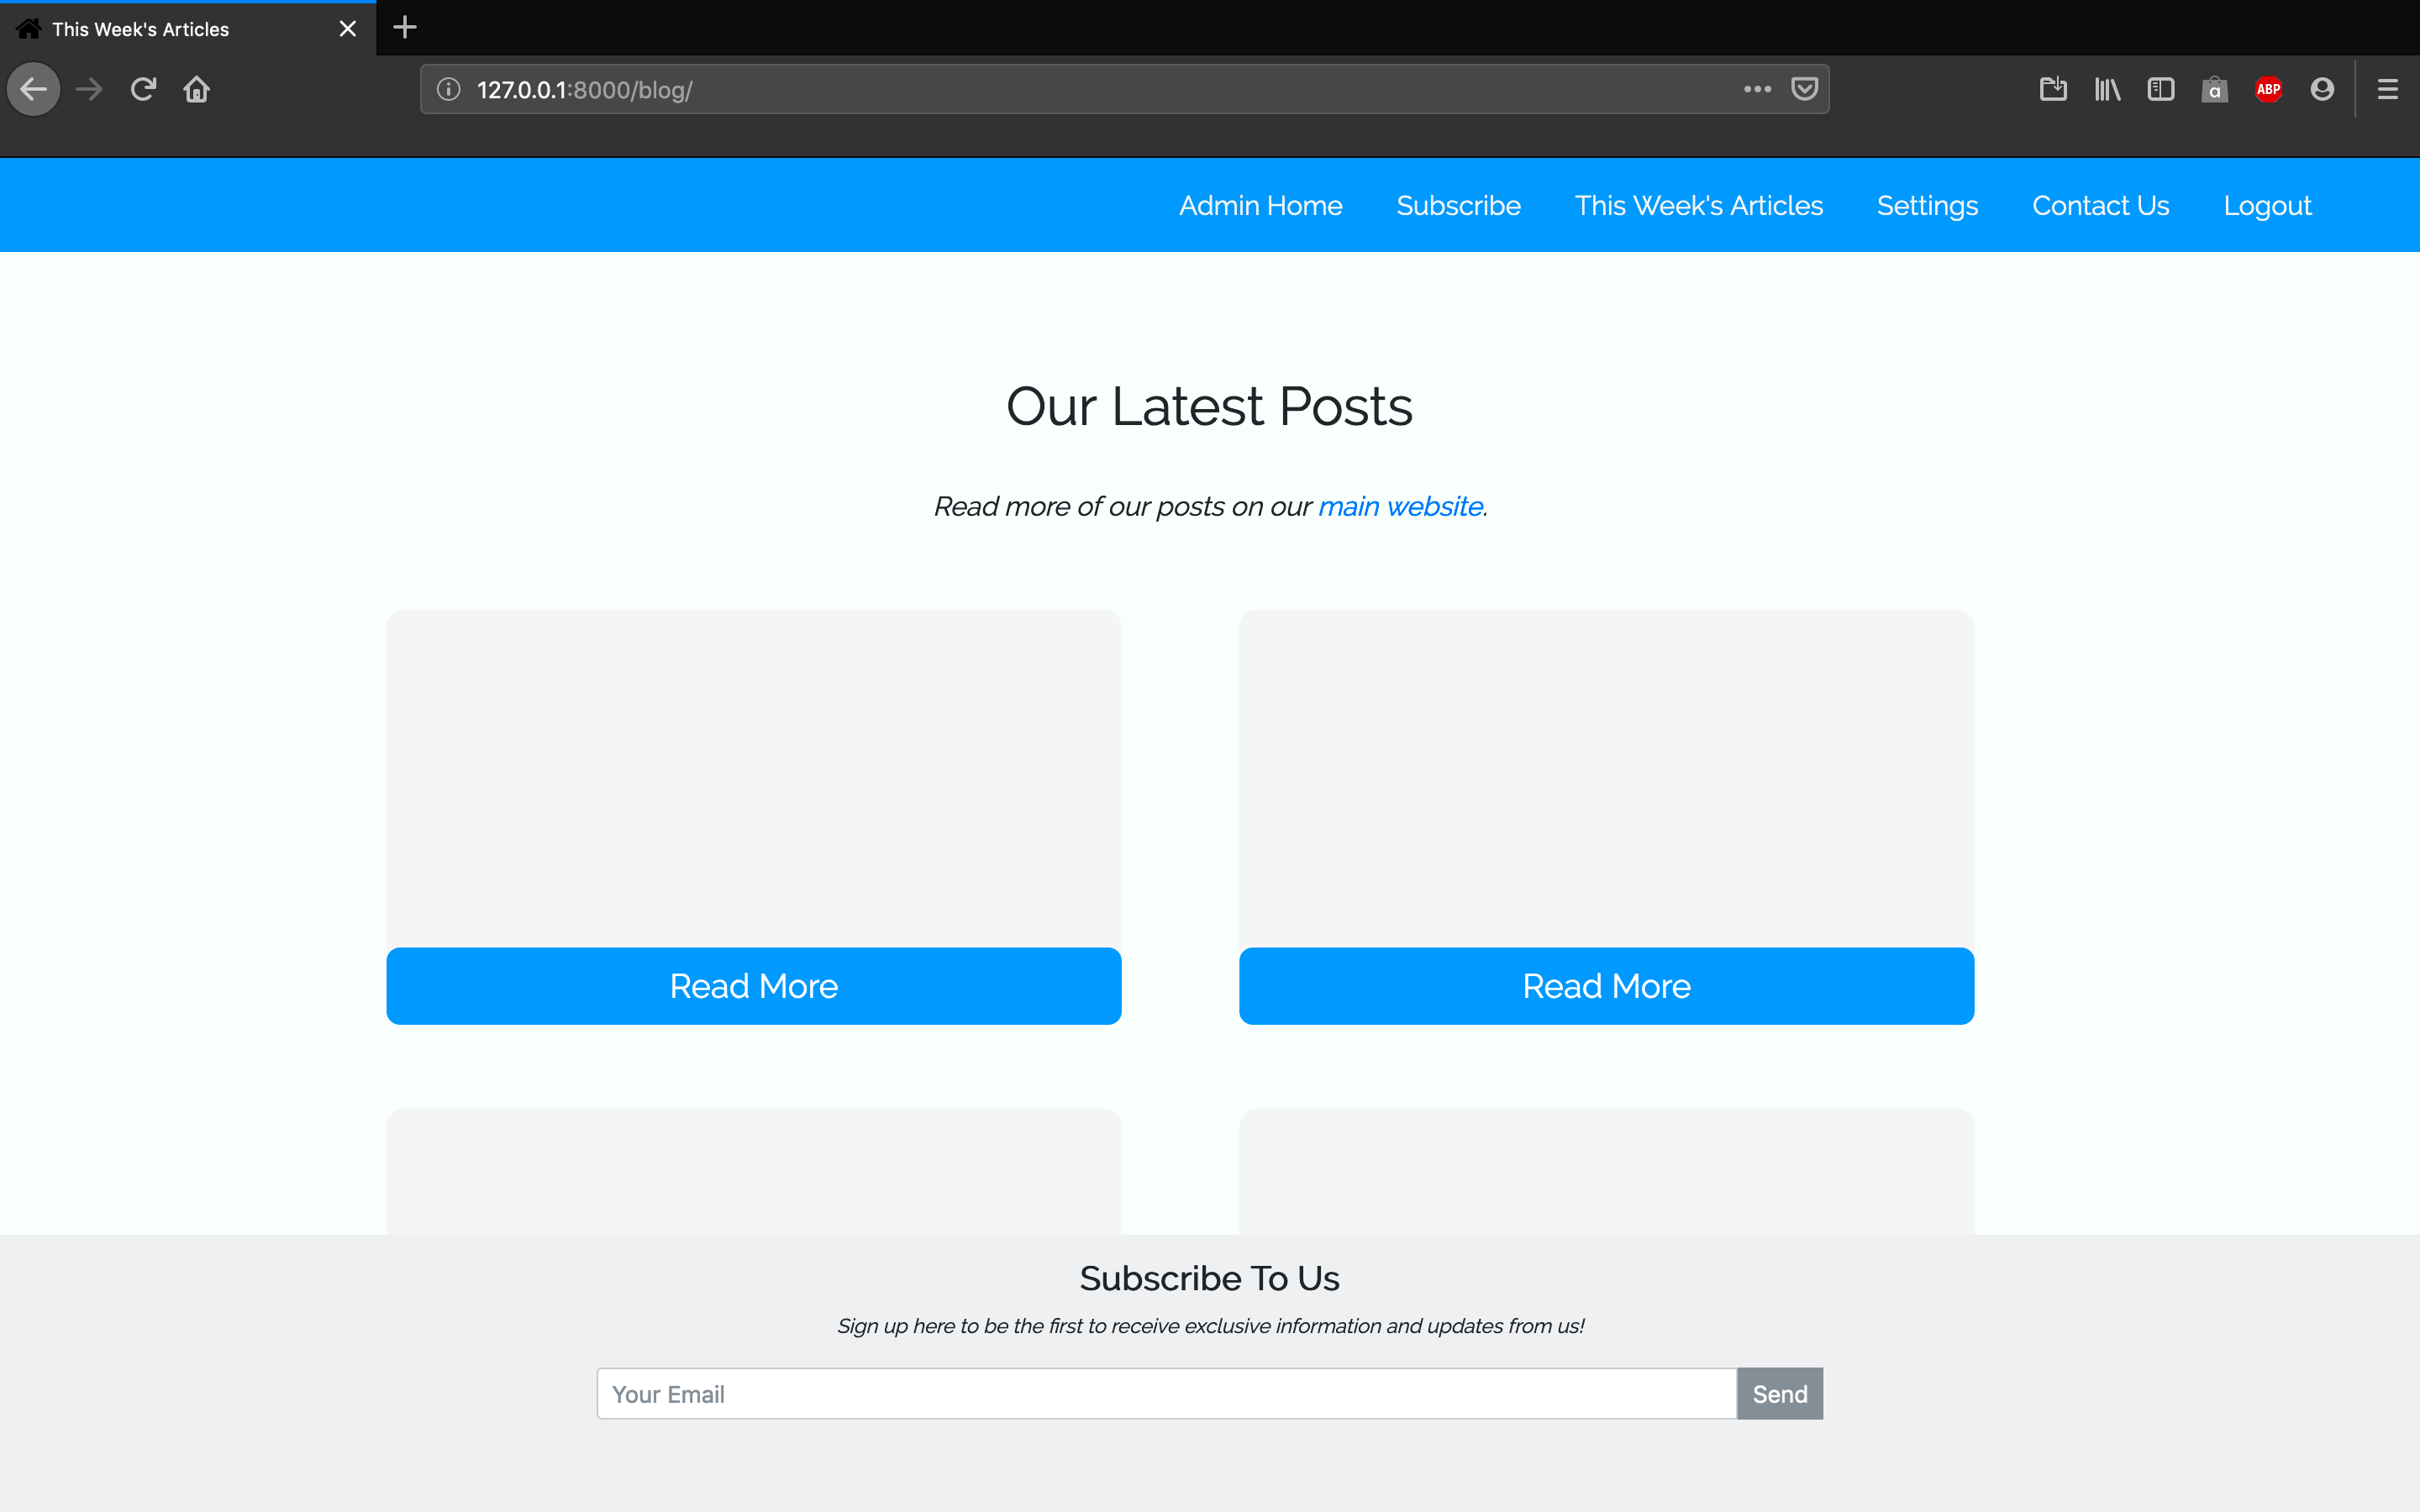 This Week's Articles
127.0.0.1:8000/blog/
a
ABP
Admin Home Subscribe This Week's Articles Settings Contact Us Logout
Our Latest Posts
Read more of our posts on our main website.
Read More Read More
Subscribe To Us
Sign up here to be the first to receive exclusive information and updates from us!
Your Email Send